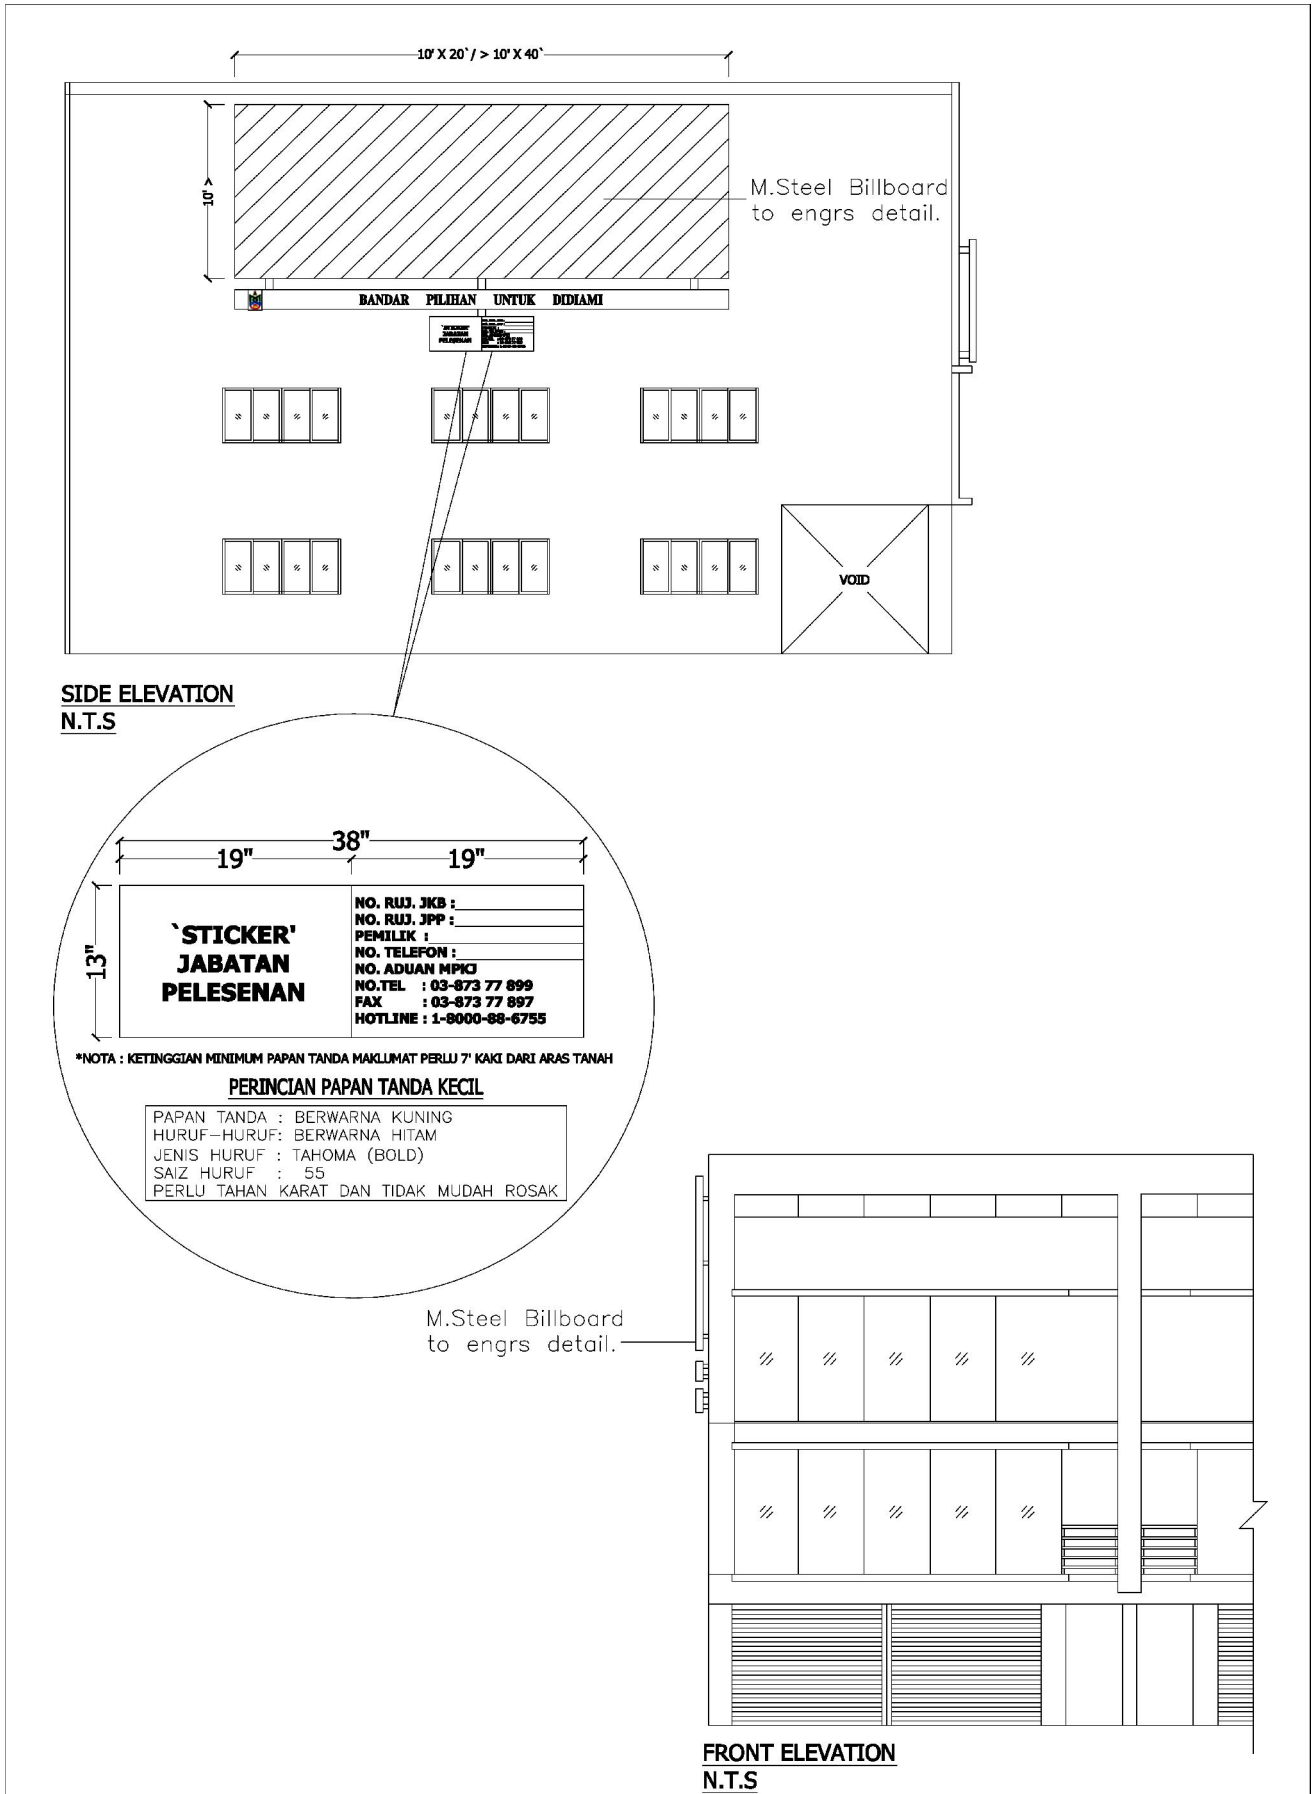 10' X 20` / > 10' X 40`
10' >
M.Steel Billboard
to engrs detail.
BANDAR PILIHAN UNTUK DIDIAMI
`STICKER'
JABATAN
PELESENAN
VOID
SIDE ELEVATION
N.T.S
38"
19" 19"
13"
`STICKER'
JABATAN
PELESENAN
NO. RUJ. JKB :
NO. RUJ. JPP :
PEMILIK :
NO. TELEFON :
NO. ADUAN MPKJ
NO.TEL : 03-873 77 899
FAX : 03-873 77 897
HOTLINE : 1-8000-88-6755
*NOTA : KETINGGIAN MINIMUM PAPAN TANDA MAKLUMAT PERLU 7' KAKI DARI ARAS TANAH
PERINCIAN PAPAN TANDA KECIL
PAPAN TANDA : BERWARNA KUNING
HURUF-HURUF: BERWARNA HITAM
JENIS HURUF : TAHOMA (BOLD)
SAIZ HURUF : 55
PERLU TAHAN KARAT DAN TIDAK MUDAH ROSAK
M.Steel Billboard
to engrs detail.
FRONT ELEVATION
N.T.S